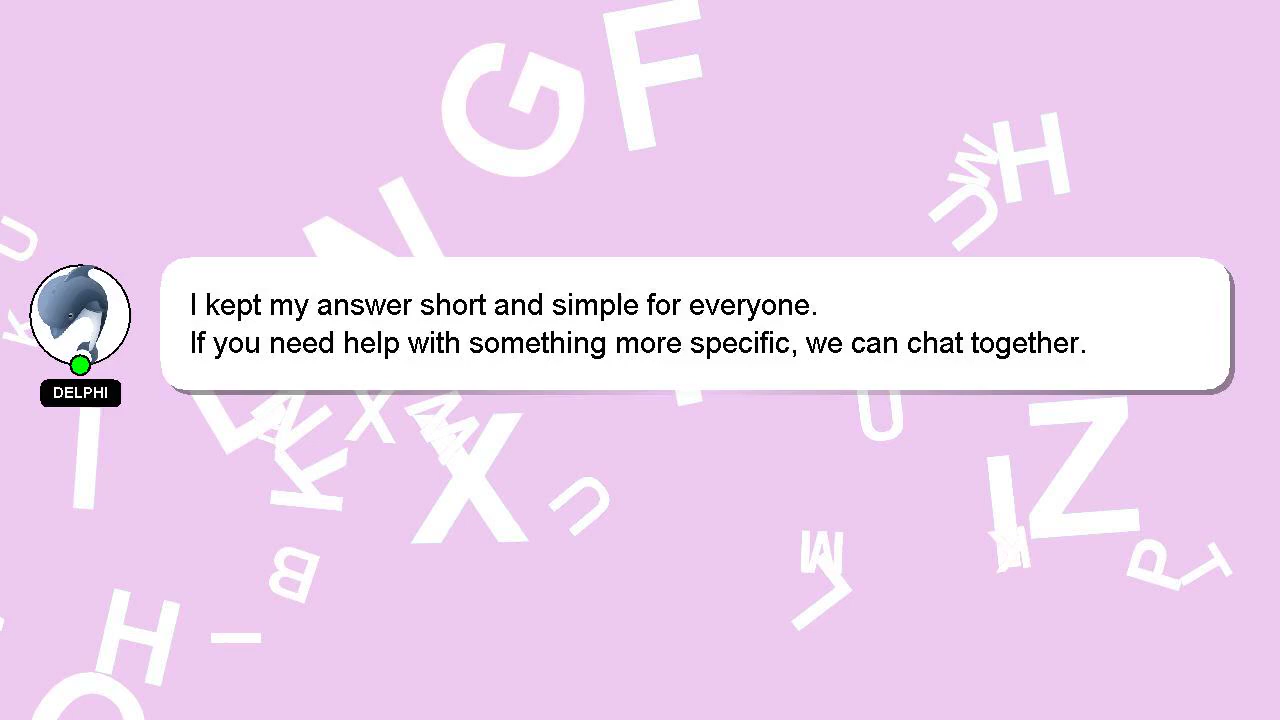 G F
N
W H
U
U
K
I kept my answer short and simple for everyone.
If you need help with something more specific, we can chat together.
DELPHI
I
K
X
M
X
U
U
Z
I
K
B
M
L
P
T
H
I
O